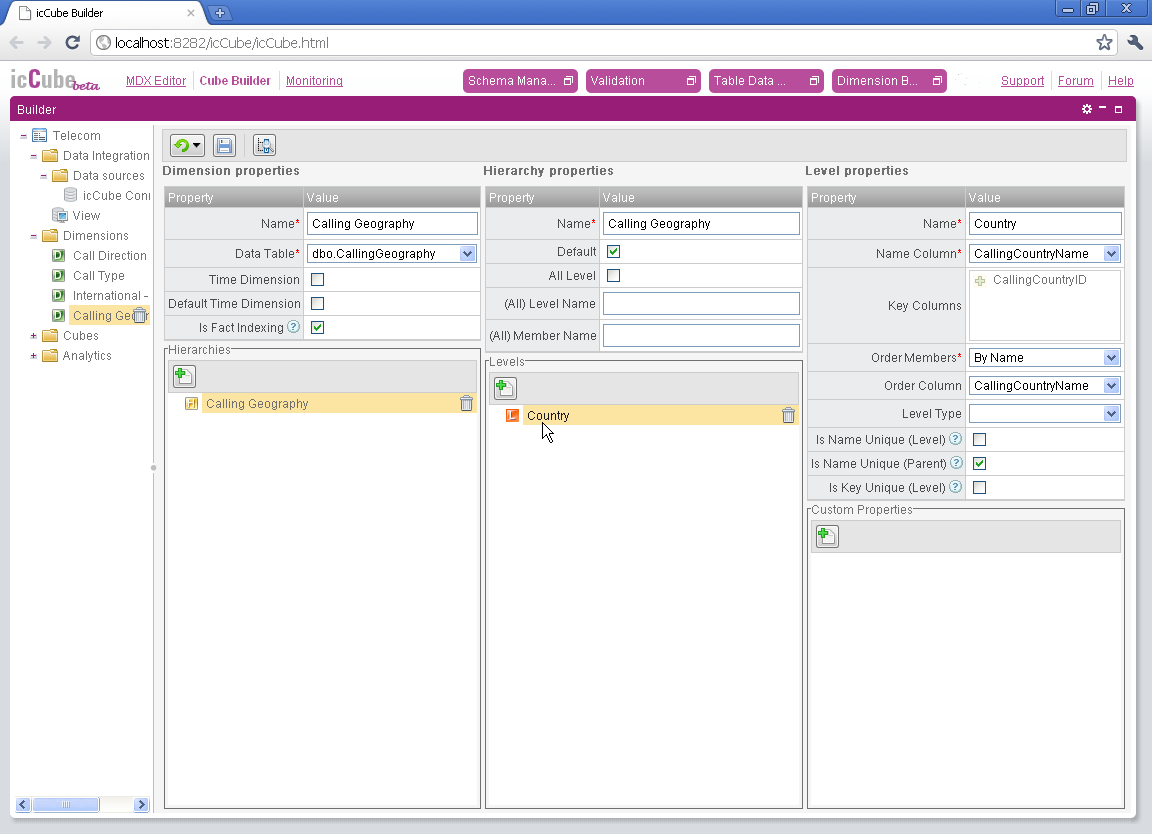 icCube Builder
localhost:8282/icCube/icCube.html
icCube beta MDX Editor Cube Builder Monitoring Schema Mana... Validation Table Data ... Dimension B... Support Forum Help
Builder
Telecom
Data Integration
Data sources
icCube Con
View
Dimensions
Call Direction
Call Type
International -
Calling Geogr
Cubes
Analytics
Dimension properties
Property Value
Name* Calling Geography
Data Table* dbo.CallingGeography
Time Dimension
Default Time Dimension
Is Fact Indexing ?
Hierarchies
Calling Geography
Hierarchy properties
Property Value
Name* Calling Geography
Default
All Level
(All) Level Name
(All) Member Name
Levels
L Country
Level properties
Property Value
Name* Country
Name Column* CallingCountryName
Key Columns CallingCountryID
Order Members* By Name
Order Column CallingCountryName
Level Type
Is Name Unique (Level) ?
Is Name Unique (Parent) ?
Is Key Unique (Level) ?
Custom Properties